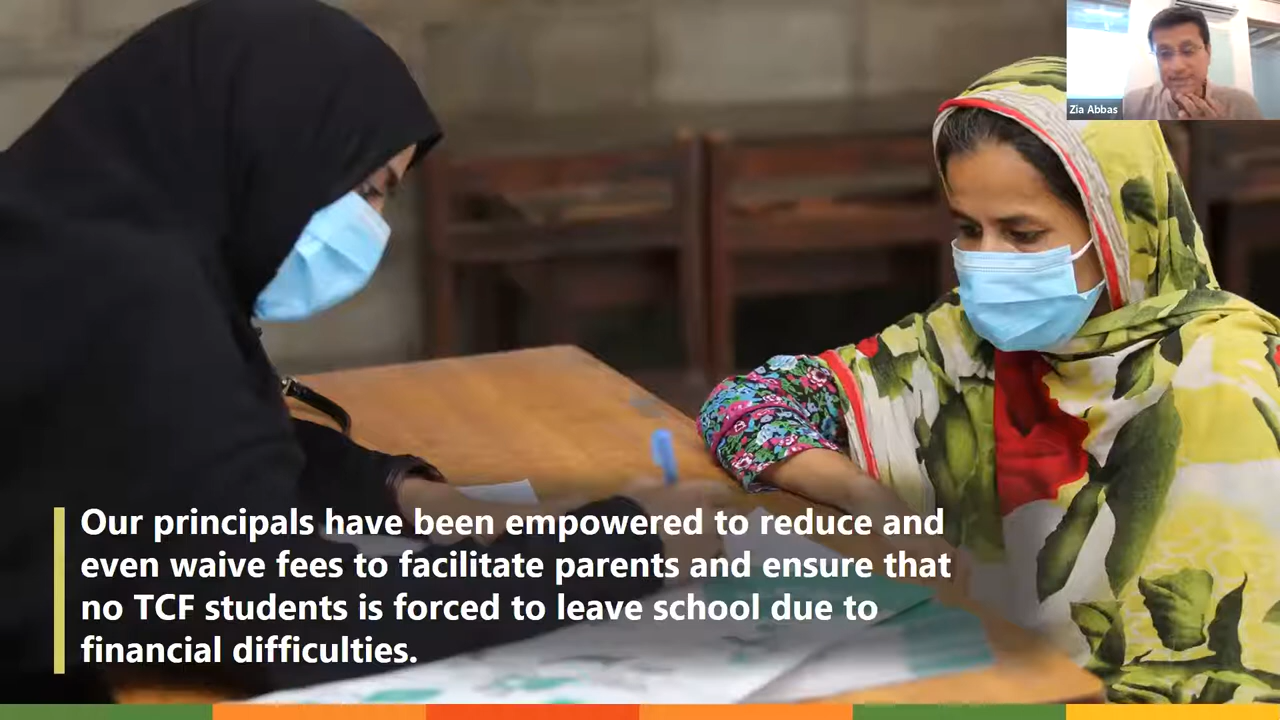 Zia Abbas
Our principals have been empowered to reduce and
even waive fees to facilitate parents and ensure that
no TCF students is forced to leave school due to
financial difficulties.